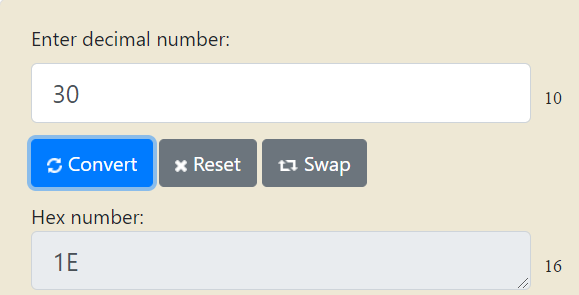 Enter decimal number:
30 10
Convert Reset Swap
Hex number:
1E 16